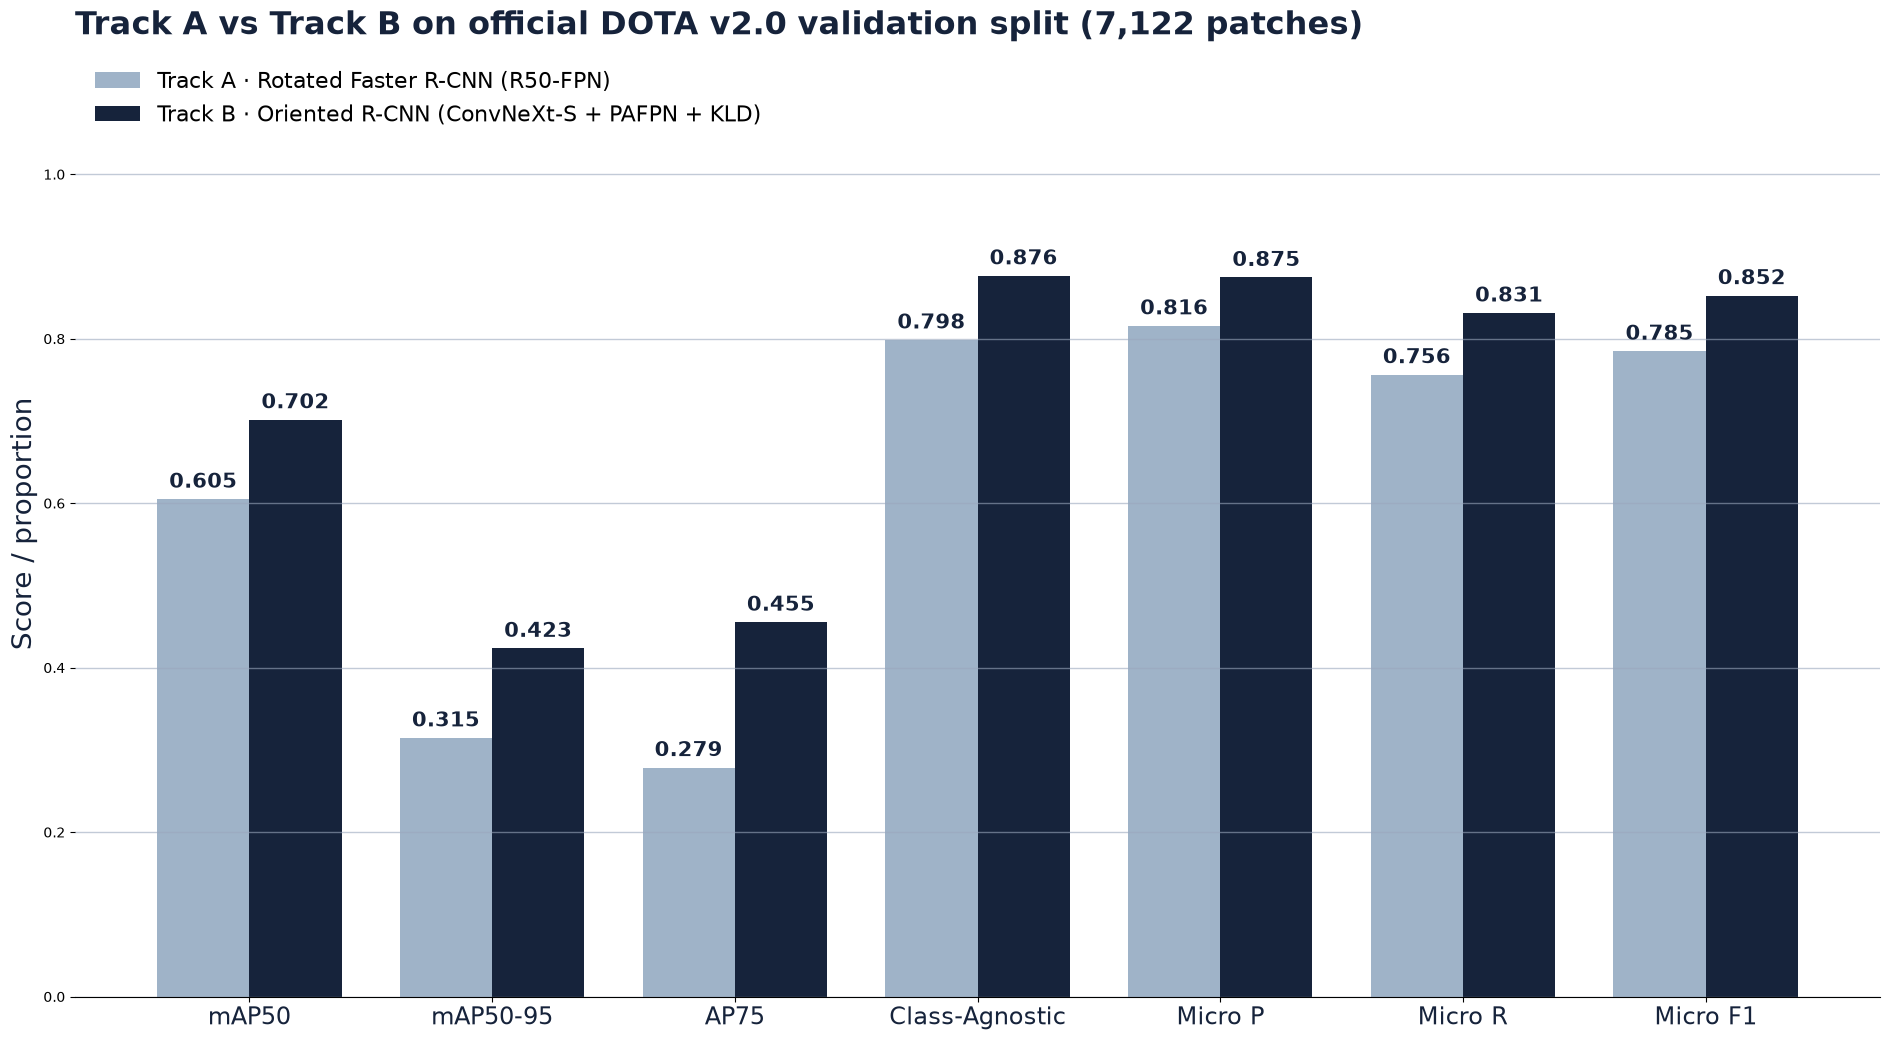 Track A vs Track B on official DOTA v2.0 validation split (7,122 patches)
Track A · Rotated Faster R-CNN (R50-FPN)
Track B · Oriented R-CNN (ConvNeXt-S + PAFPN + KLD)
Score / proportion
1.0
0.8
0.6
0.4
0.2
0.0
0.605
0.702
0.315
0.423
0.279
0.455
0.798
0.876
0.816
0.875
0.756
0.831
0.785
0.852
mAP50
mAP50-95
AP75
Class-Agnostic
Micro P
Micro R
Micro F1